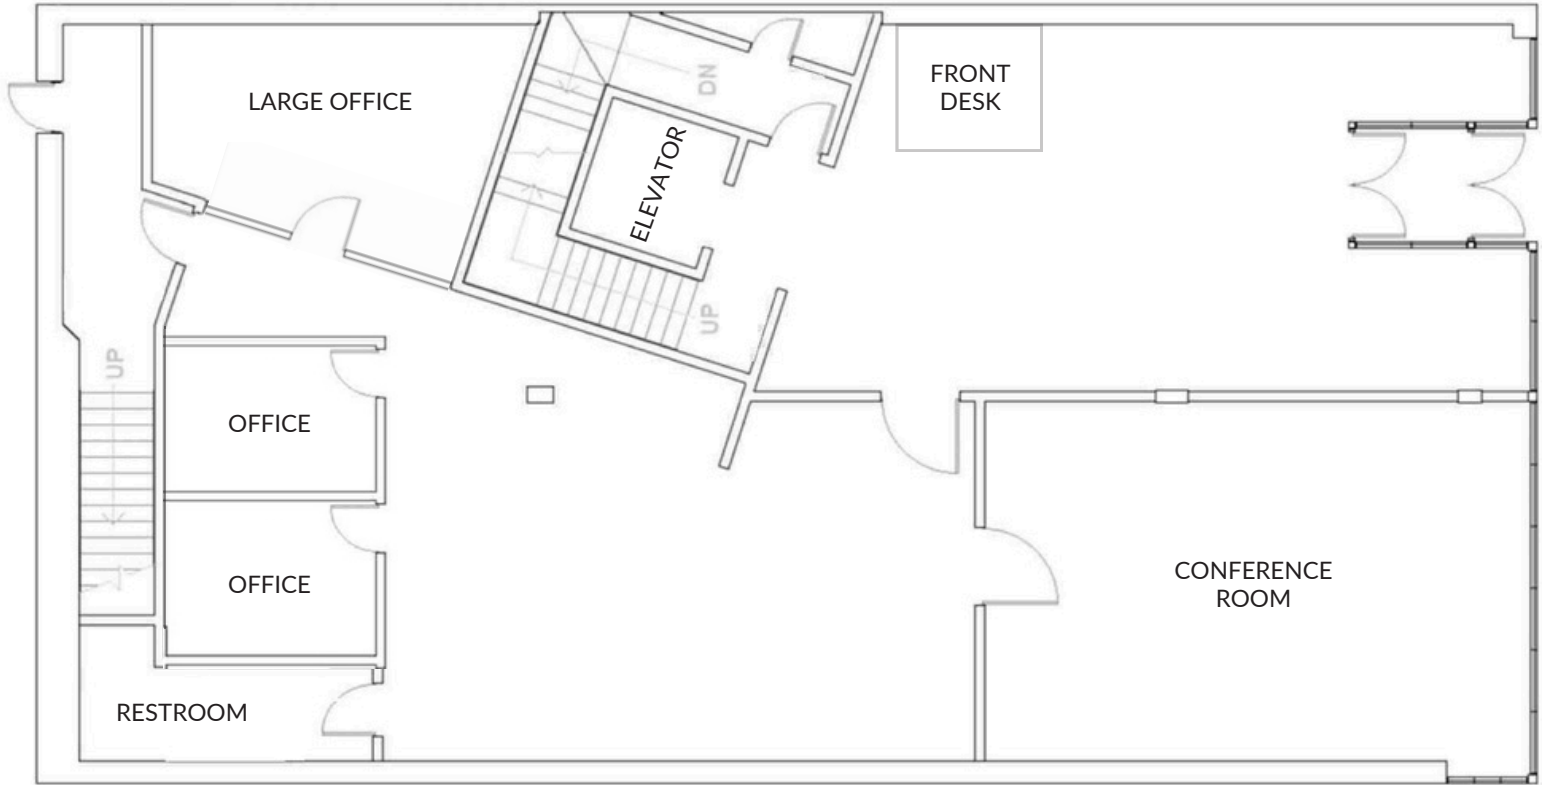 LARGE OFFICE
DN
FRONT
DESK
ELEVATOR
UP
UP
OFFICE
OFFICE
CONFERENCE
ROOM
RESTROOM